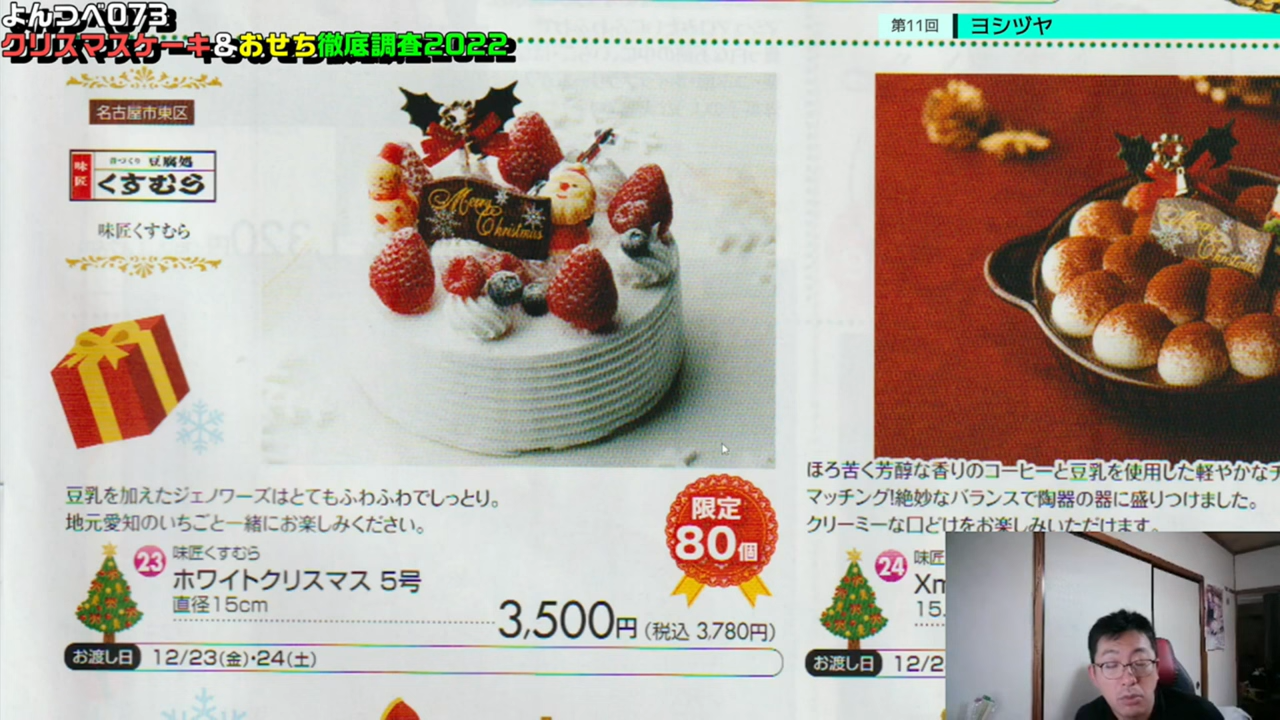 よんつべ073
クリスマスケーキ&おせち徹底調査2022
第11回 ヨシヅヤ
名古屋市東区
味匠 豆腐処
くすむら
味匠くすむら
Merry Christmas
豆乳を加えたジェノワーズはとてもふわふわでしっとり。
地元愛知のいちごと一緒にお楽しみください。
限定
80個
23 味匠くすむら
ホワイトクリスマス 5号
直径15cm
3,500円(税込 3,780円)
お渡し日 12/23(金)・24(土)
Merry Christmas
ほろ苦く芳醇な香りのコーヒーと豆乳を使用した軽やかな
マッチング!絶妙なバランスで陶器の器に盛りつけました。
クリーミーな口どけをお楽しみいただけます。
24 味匠
Xm
15.
お渡し日 12/2